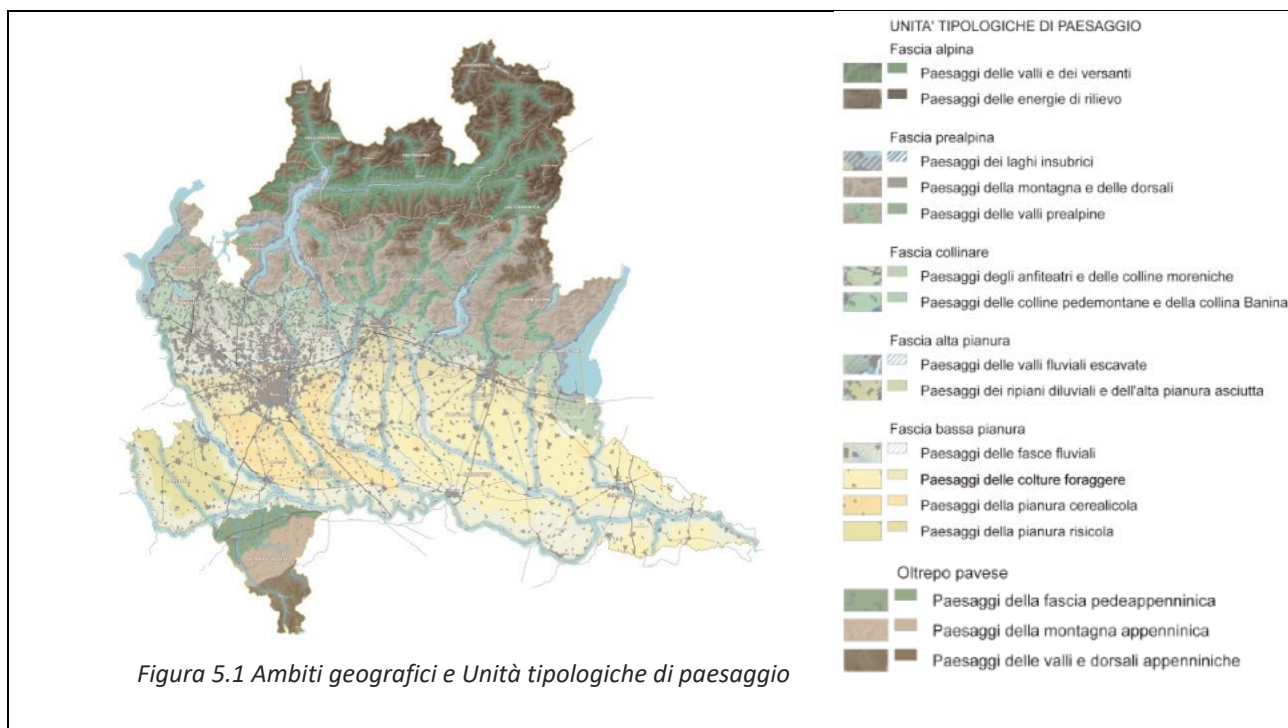 UNITA' TIPOLOGICHE DI PAESAGGIO
Fascia alpina
Paesaggi delle valli e dei versanti
Paesaggi delle energie di rilievo
Fascia prealpina
Paesaggi dei laghi insubrici
Paesaggi della montagna e delle dorsali
Paesaggi delle valli prealpine
Fascia collinare
Paesaggi degli anfiteatri e delle colline moreniche
Paesaggi delle colline pedemontane e della collina Banina
Fascia alta pianura
Paesaggi delle valli fluviali escavate
Paesaggi dei ripiani diluviali e dell'alta pianura asciutta
Fascia bassa pianura
Paesaggi delle fasce fluviali
Paesaggi delle colture foraggere
Paesaggi della pianura cerealicola
Paesaggi della pianura risicola
Oltrepo pavese
Paesaggi della fascia pedeappenninica
Paesaggi della montagna appenninica
Paesaggi delle valli e dorsali appenniniche
Figura 5.1 Ambiti geografici e Unità tipologiche di paesaggio